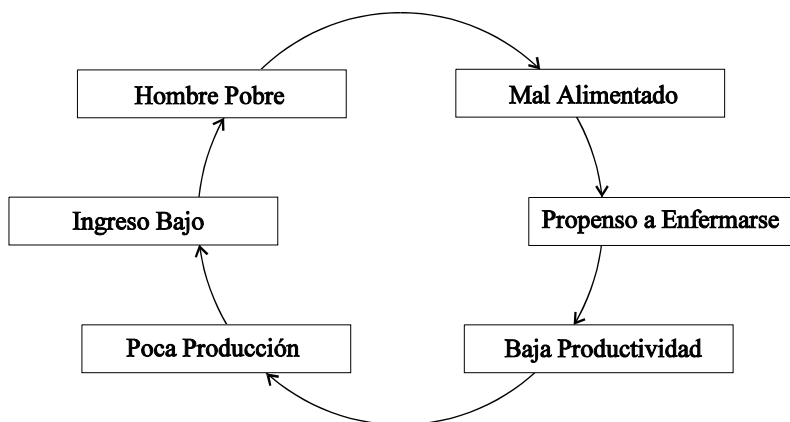 Hombre Pobre
Mal Alimentado
Propenso a Enfermarse
Baja Productividad
Poca Producción
Ingreso Bajo